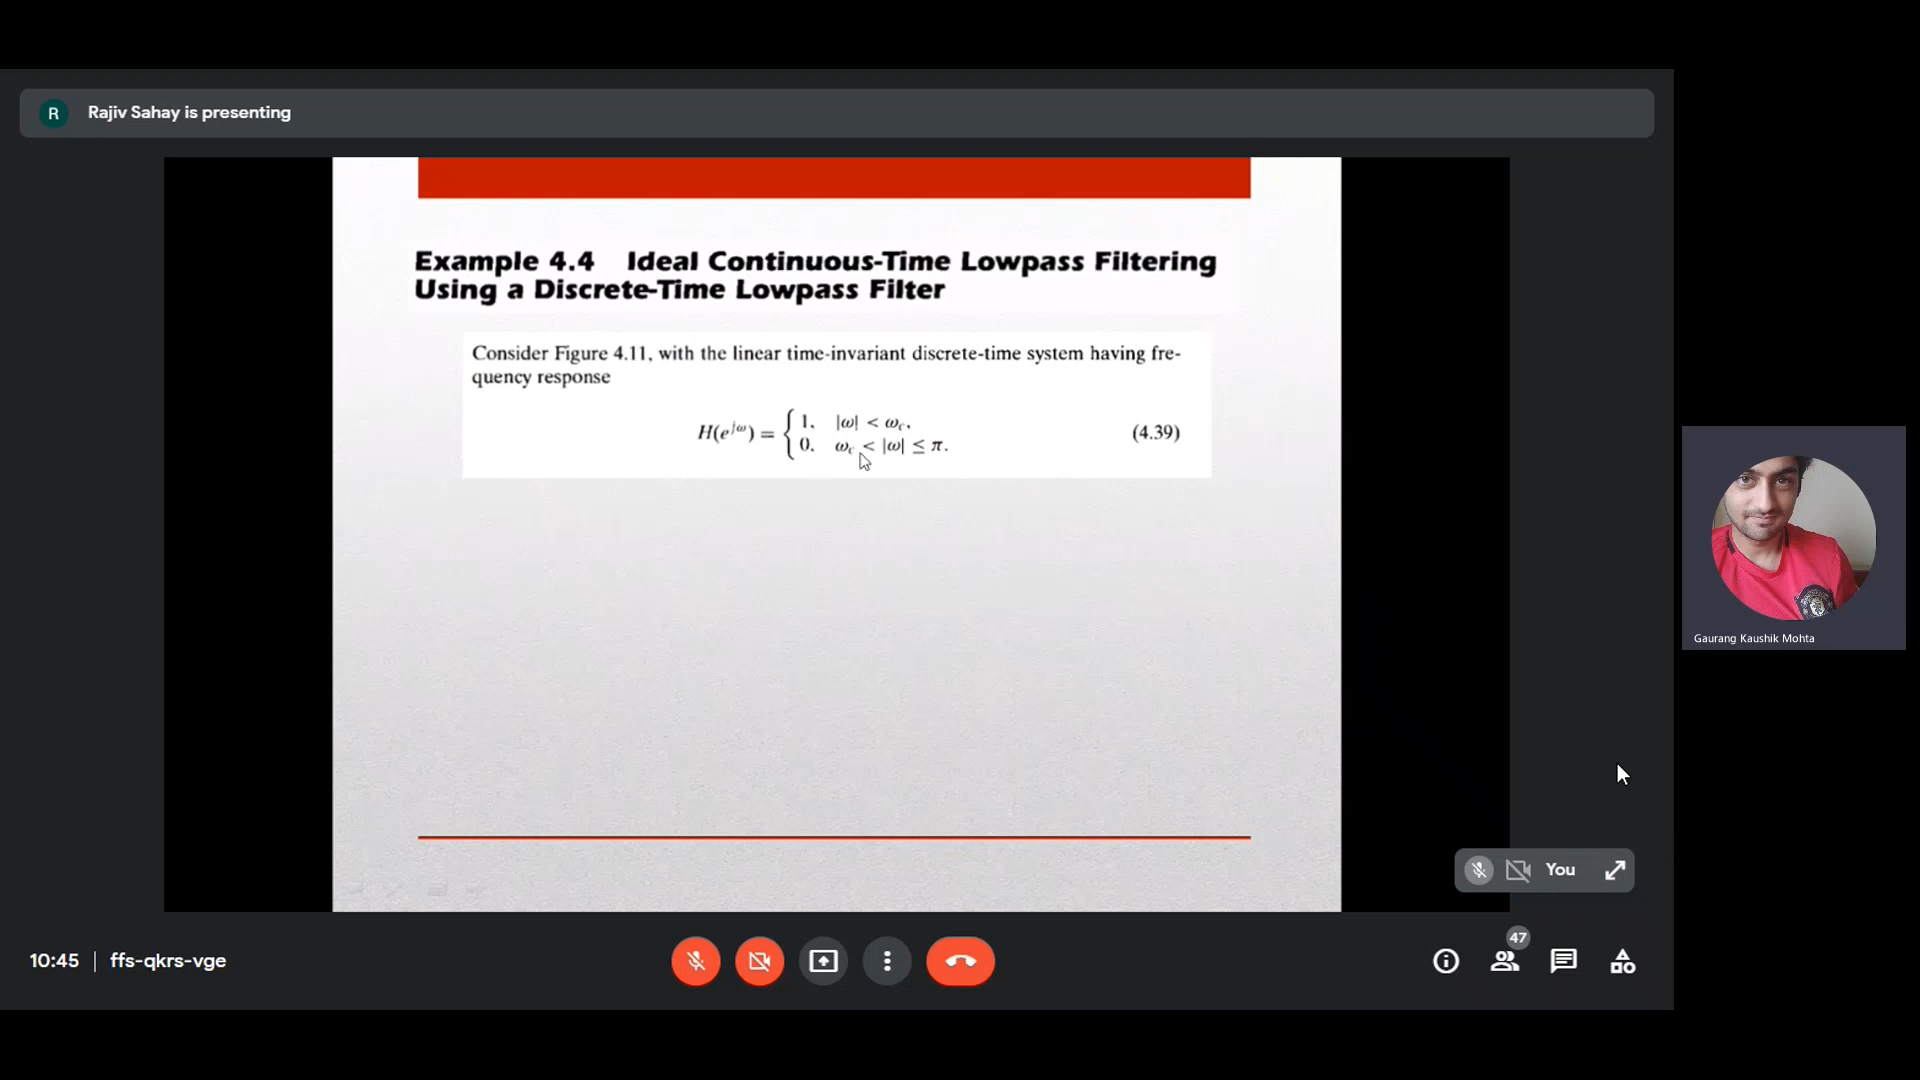 R Rajiv Sahay is presenting
Example 4.4 Ideal Continuous-Time Lowpass Filtering
Using a Discrete-Time Lowpass Filter
Consider Figure 4.11, with the linear time-invariant discrete-time system having fre-
quency response
H(e^{jω}) = { 1, |ω| < ω_c,
0, ω_c < |ω| ≤ π.
(4.39)
Gaurang Kaushik Mohta
You
10:45 | ffs-qkrs-vge
47